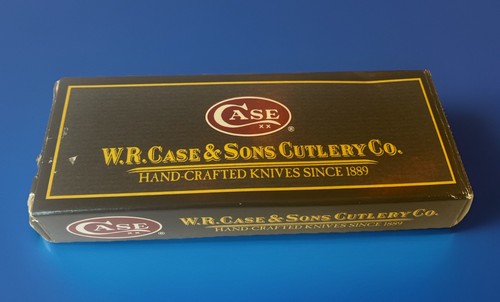 CASE
XX
®
W.R. CASE & SONS CUTLERY CO.
HAND-CRAFTED KNIVES SINCE 1889
CASE
XX
W.R. CASE & SONS CUTLERY CO.
HAND-CRAFTED KNIVES SINCE 1889